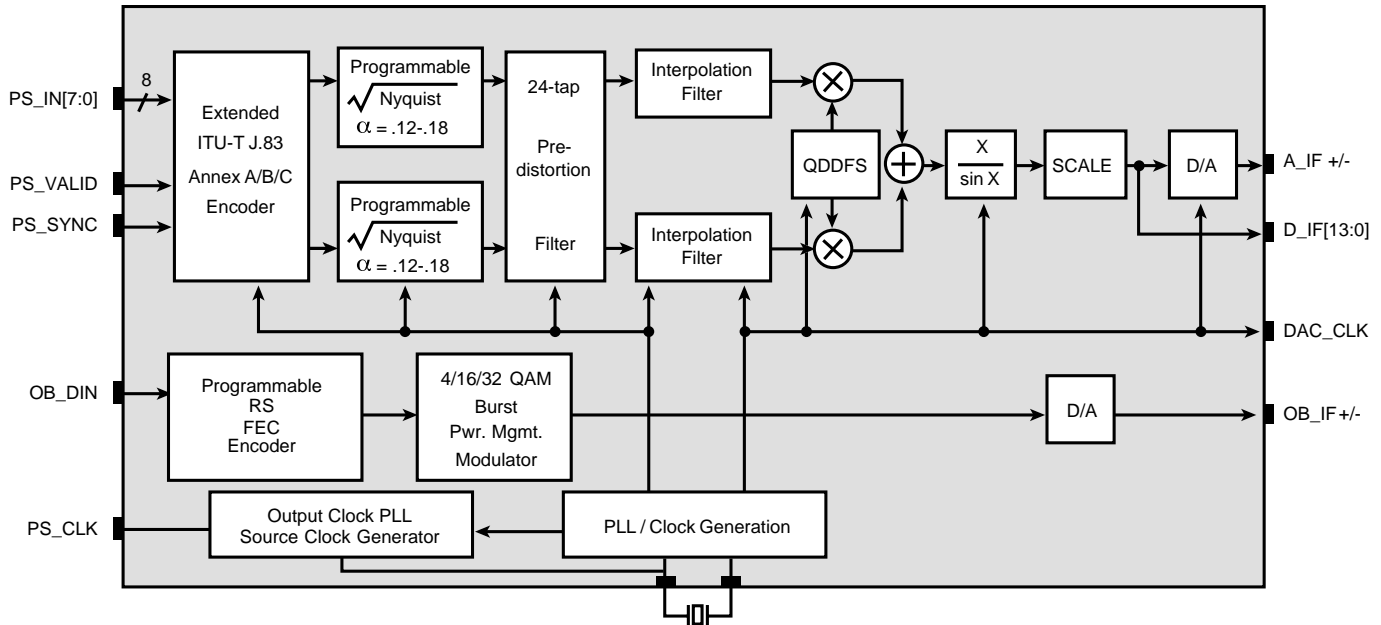 PS_IN[7:0]
8
PS_VALID
PS_SYNC
Extended
ITU-T J.83
Annex A/B/C
Encoder
Programmable
√Nyquist
α = .12-.18
Programmable
√Nyquist
α = .12-.18
24-tap
Pre-
distortion
Filter
Interpolation
Filter
Interpolation
Filter
QDDFS
X
sin X
SCALE
D/A
A_IF +/-
D_IF[13:0]
DAC_CLK
OB_DIN
Programmable
RS
FEC
Encoder
4/16/32 QAM
Burst
Pwr. Mgmt.
Modulator
D/A
OB_IF +/-
PS_CLK
Output Clock PLL
Source Clock Generator
PLL / Clock Generation